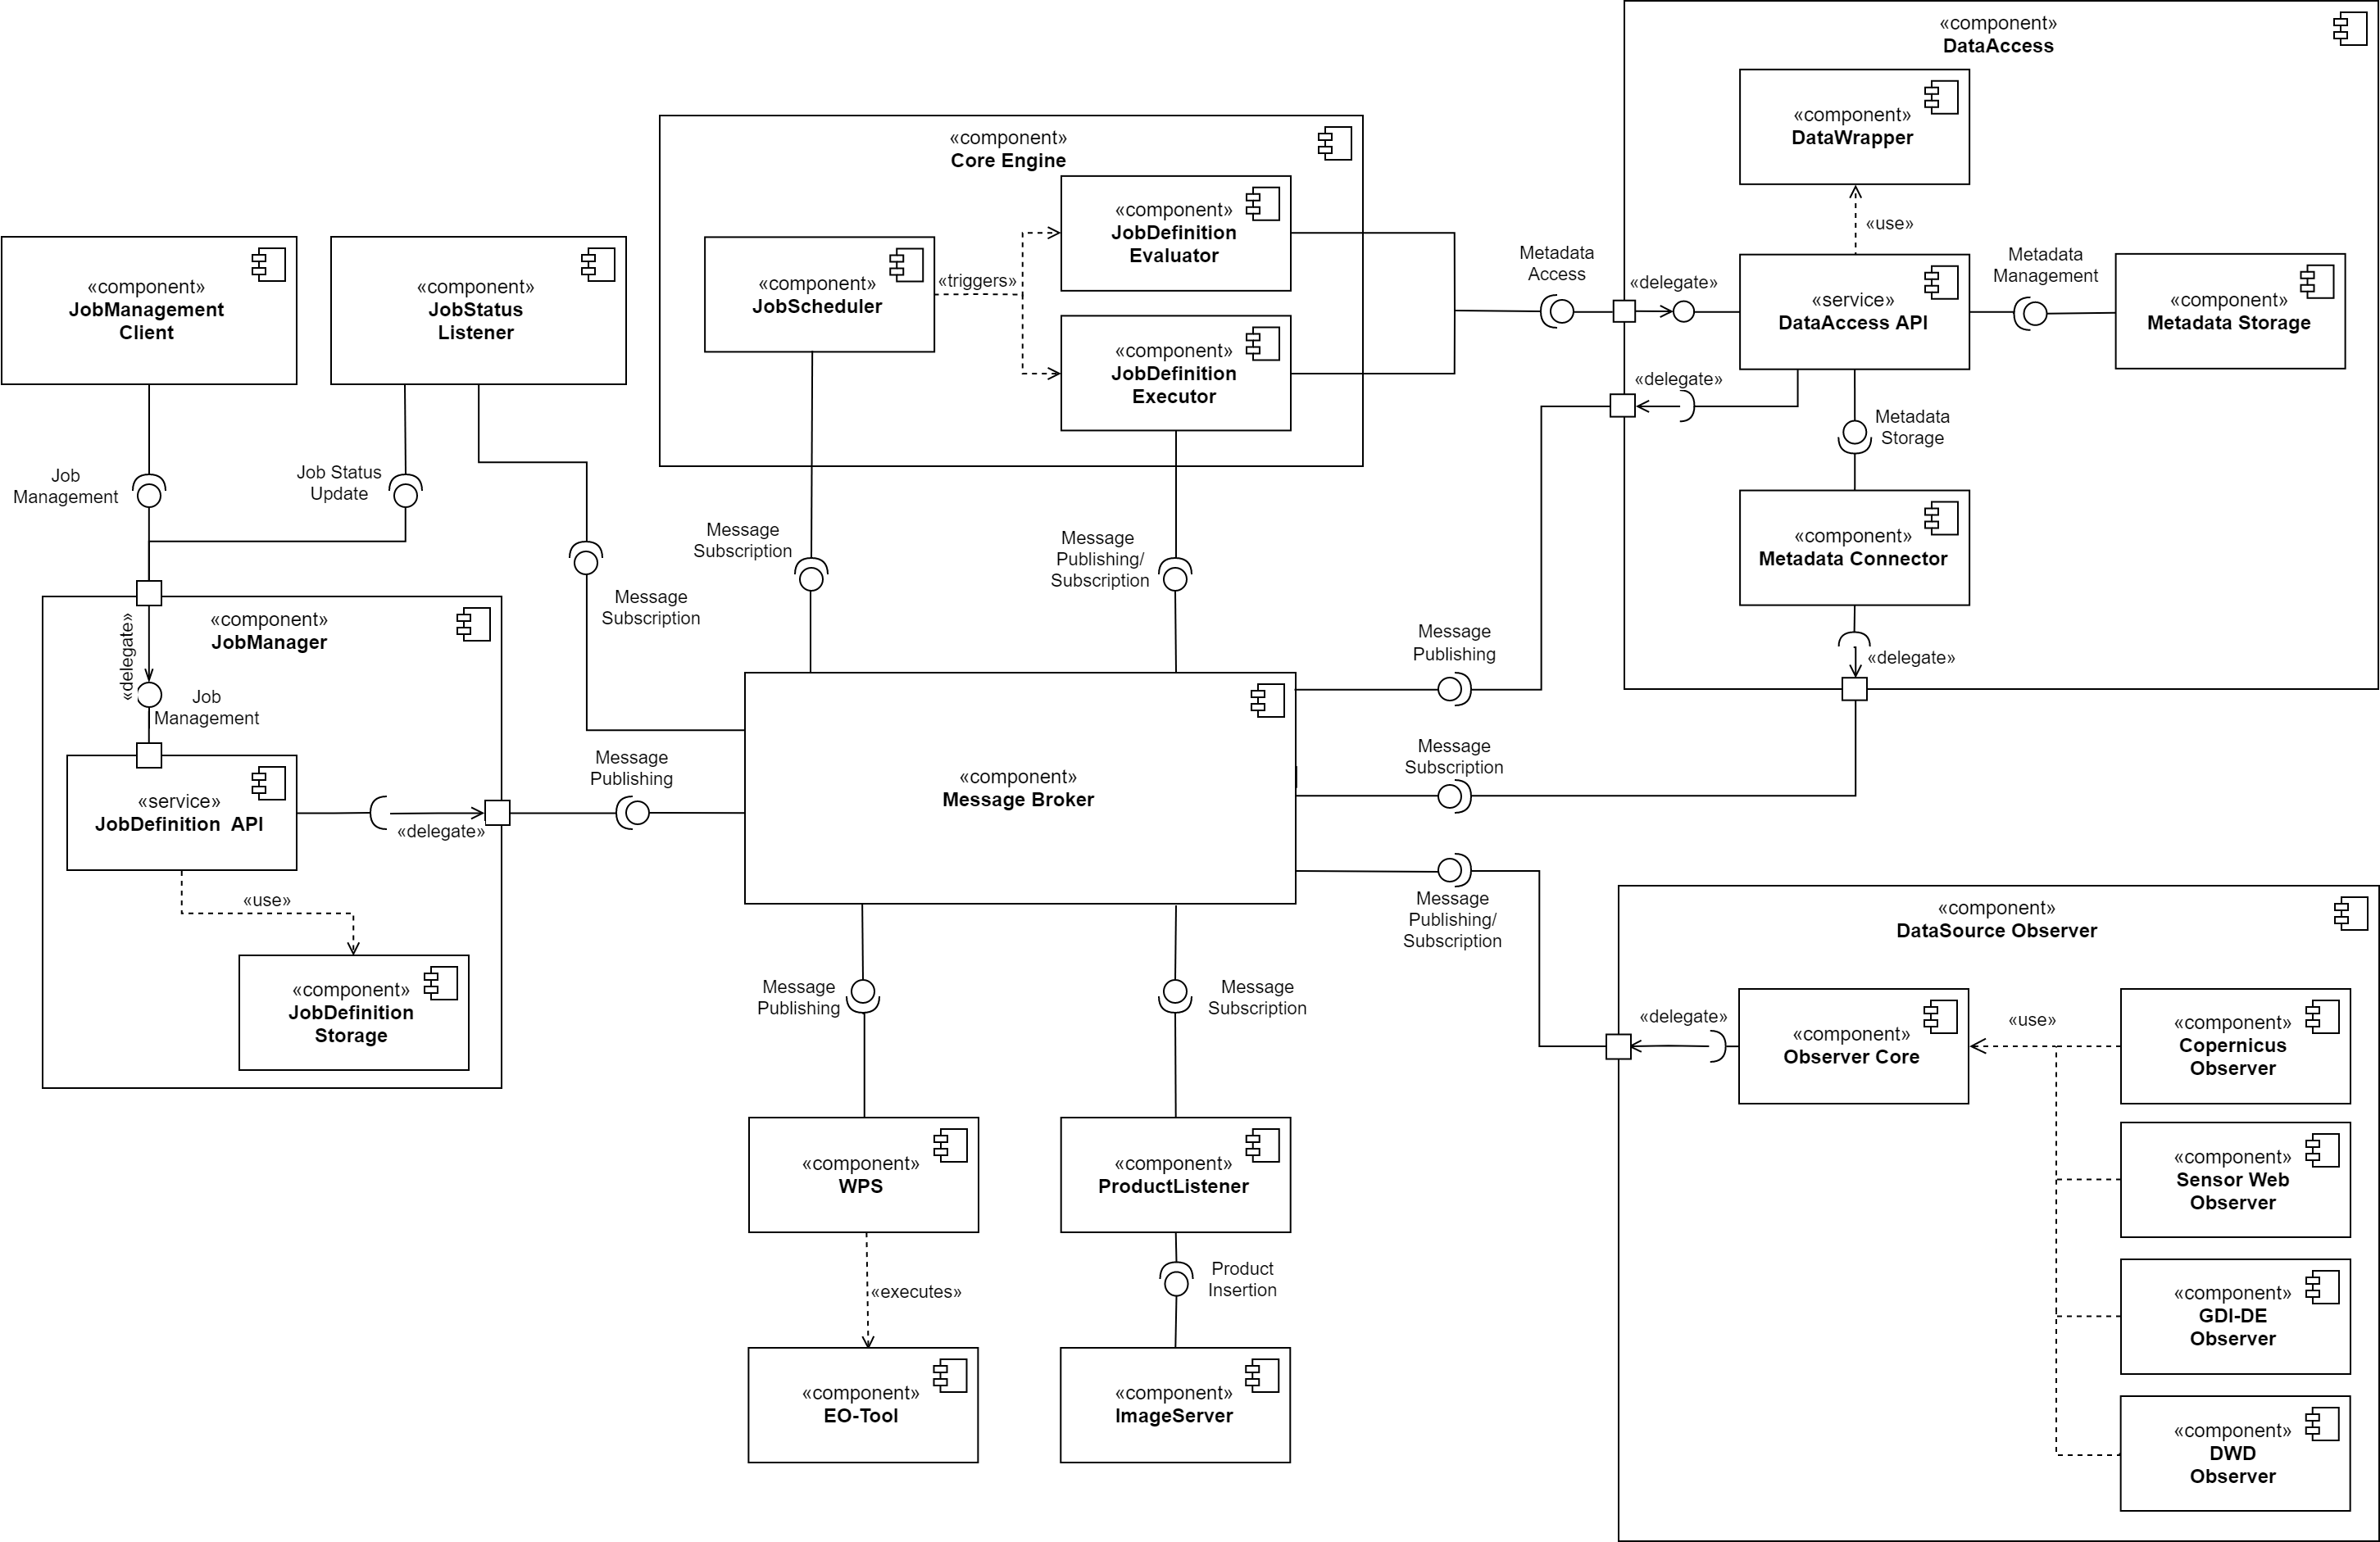 «component»
DataAccess
«component»
DataWrapper
«use»
«component»
Core Engine
«component»
JobDefinition
Evaluator
«component»
JobScheduler
«triggers»
«component»
JobDefinition
Executor
Metadata
Access
«delegate»
«service»
DataAccess API
Metadata
Management
«component»
Metadata Storage
«delegate»
Metadata
Storage
«component»
Metadata Connector
«delegate»
«component»
JobManagement
Client
«component»
JobStatus
Listener
Job
Management
Job Status
Update
Message
Subscription
Message
Subscription
Message
Publishing/
Subscription
«component»
JobManager
«delegate»
Job
Management
«service»
JobDefinition  API
«delegate»
Message
Publishing
«use»
«component»
JobDefinition
Storage
«component»
Message Broker
Message
Publishing
Message
Subscription
Message
Publishing/
Subscription
Message
Publishing
Message
Subscription
«component»
WPS
«executes»
«component»
EO-Tool
«component»
ProductListener
Product
Insertion
«component»
ImageServer
«component»
DataSource Observer
«delegate»
«component»
Observer Core
«use»
«component»
Copernicus
Observer
«component»
Sensor Web
Observer
«component»
GDI-DE
Observer
«component»
DWD
Observer